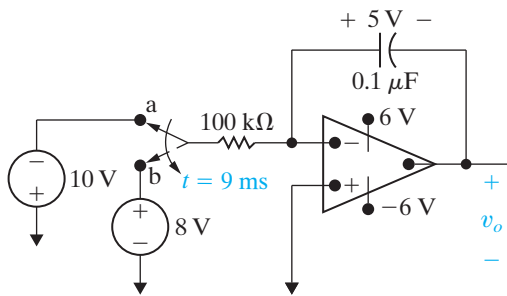 + 5 V −
0.1 μF
a
100 kΩ
6 V
−
10 V
+
b
t = 9 ms
−
+
+
8 V
−
−6 V
+
v_o
−